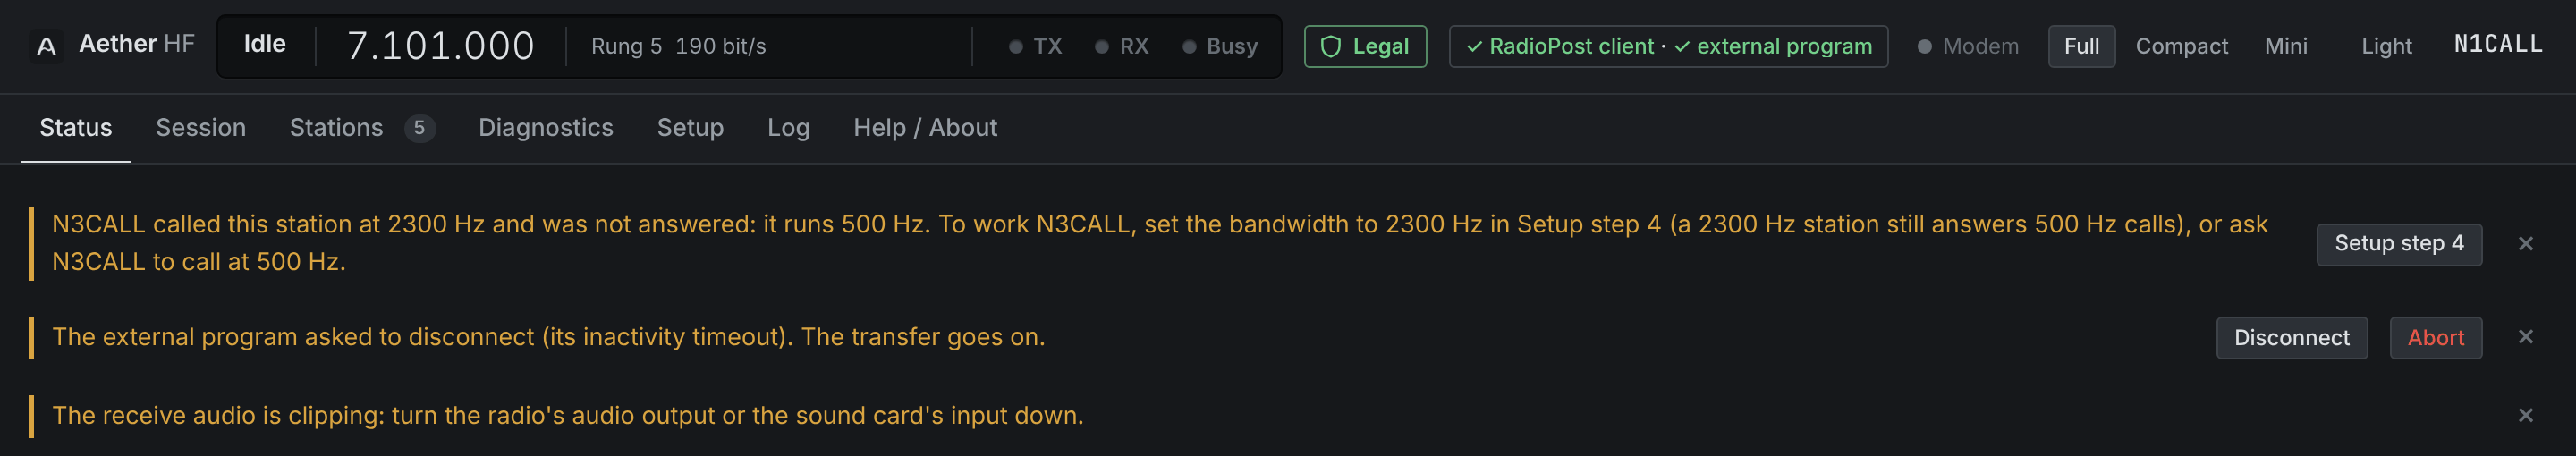 Aether HF Idle 7.101.000 Rung 5 190 bit/s TX RX Busy Legal ✓ RadioPost client · ✓ external program Modem Full Compact Mini Light N1CALL
Status Session Stations 5 Diagnostics Setup Log Help / About
N3CALL called this station at 2300 Hz and was not answered: it runs 500 Hz. To work N3CALL, set the bandwidth to 2300 Hz in Setup step 4 (a 2300 Hz station still answers 500 Hz calls), or ask
N3CALL to call at 500 Hz.
Setup step 4 ×
The external program asked to disconnect (its inactivity timeout). The transfer goes on. Disconnect Abort ×
The receive audio is clipping: turn the radio's audio output or the sound card's input down. ×